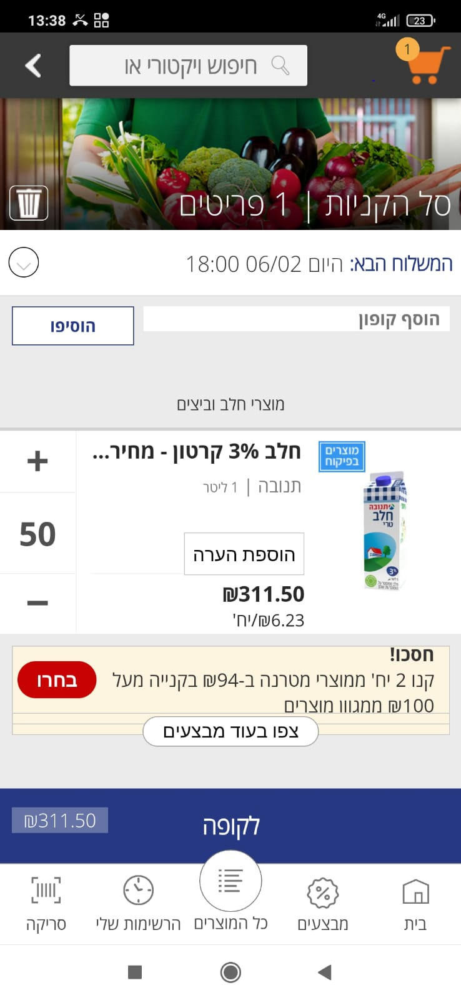 13:38
4G
23
חיפוש ויקטורי או
1
סל הקניות | 1 פריטים
המשלוח הבא: היום 06/02 18:00
הוסף קופון
הוסיפו
מוצרי חלב וביצים
מוצרים
בפיקוח
חלב 3% קרטון - מחיר...
תנובה | 1 ליטר
תנובה
חלב
טרי
3%
+
50
−
הוספת הערה
₪311.50
₪6.23/יח'
חסכו!
קנו 2 יח' ממוצרי מטרנה ב-₪94 בקנייה מעל
₪100 ממגוון מוצרים
בחרו
צפו בעוד מבצעים
לקופה
₪311.50
בית
מבצעים
כל המוצרים
הרשימות שלי
סריקה